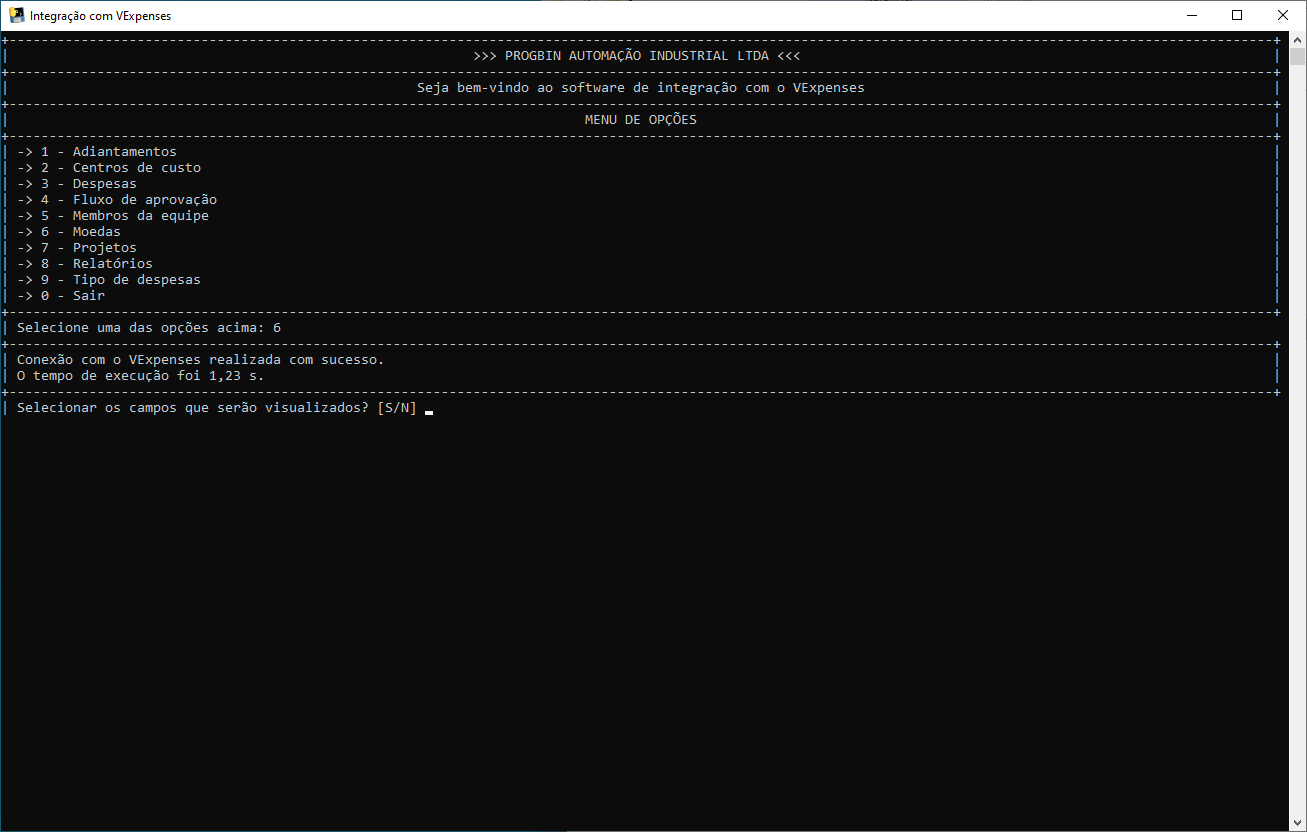 Integração com VExpenses
>>> PROGBIN AUTOMAÇÃO INDUSTRIAL LTDA <<<
Seja bem-vindo ao software de integração com o VExpenses
MENU DE OPÇÕES
-> 1 - Adiantamentos
-> 2 - Centros de custo
-> 3 - Despesas
-> 4 - Fluxo de aprovação
-> 5 - Membros da equipe
-> 6 - Moedas
-> 7 - Projetos
-> 8 - Relatórios
-> 9 - Tipo de despesas
-> 0 - Sair
Selecione uma das opções acima: 6
Conexão com o VExpenses realizada com sucesso.
O tempo de execução foi 1,23 s.
Selecionar os campos que serão visualizados? [S/N]